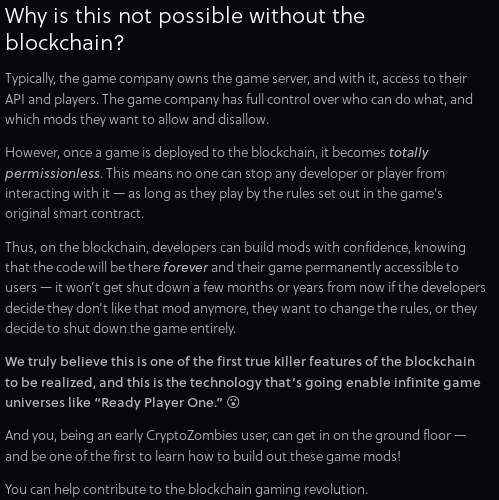 Why is this not possible without the
blockchain?
Typically, the game company owns the game server, and with it, access to their
API and players. The game company has full control over who can do what, and
which mods they want to allow and disallow.
However, once a game is deployed to the blockchain, it becomes totally
permissionless. This means no one can stop any developer or player from
interacting with it — as long as they play by the rules set out in the game's
original smart contract.
Thus, on the blockchain, developers can build mods with confidence, knowing
that the code will be there forever and their game permanently accessible to
users — it won't get shut down a few months or years from now if the developers
decide they don't like that mod anymore, they want to change the rules, or they
decide to shut down the game entirely.
We truly believe this is one of the first true killer features of the blockchain
to be realized, and this is the technology that's going enable infinite game
universes like "Ready Player One." 😮
And you, being an early CryptoZombies user, can get in on the ground floor —
and be one of the first to learn how to build out these game mods!
You can help contribute to the blockchain gaming revolution.